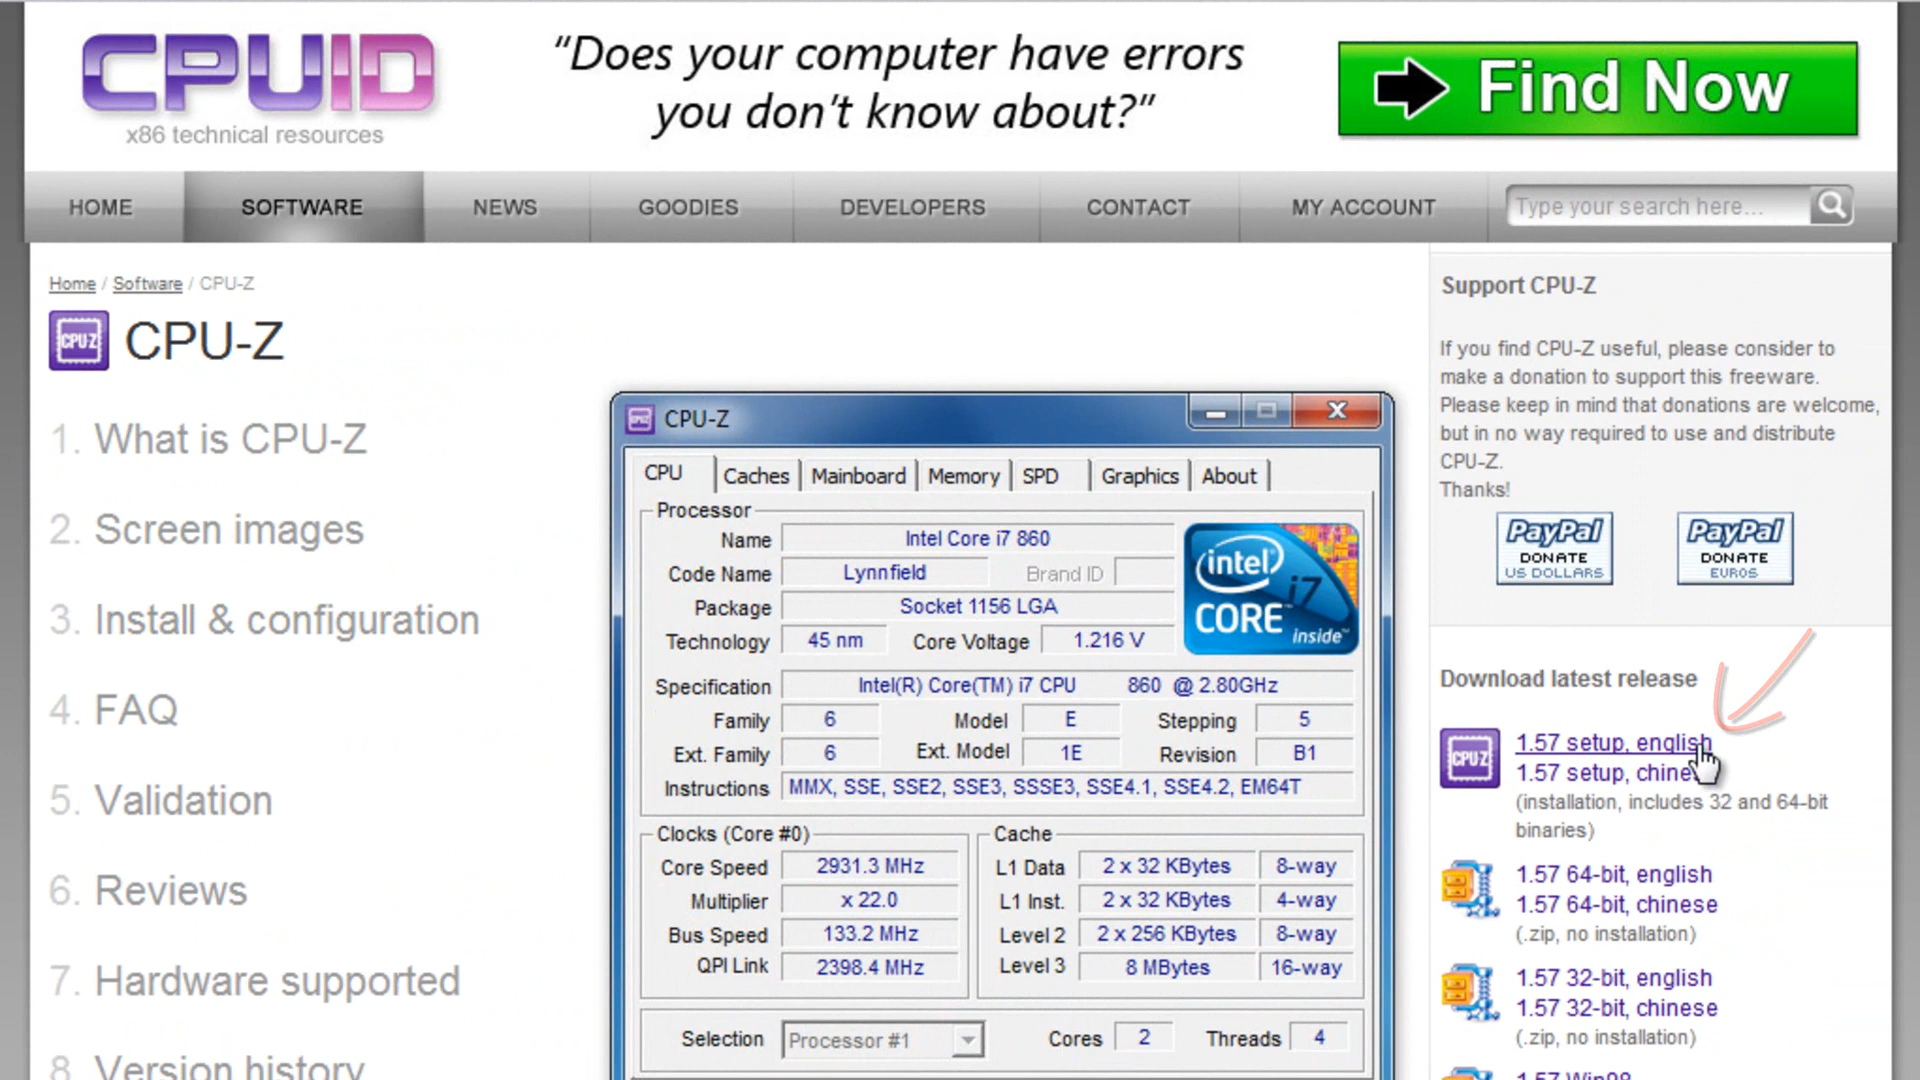 CPUID
x86 technical resources
“Does your computer have errors
you don't know about?”
Find Now
HOME
SOFTWARE
NEWS
GOODIES
DEVELOPERS
CONTACT
MY ACCOUNT
Type your search here...
Home / Software / CPU-Z
CPU-Z
CPU-Z
1. What is CPU-Z
2. Screen images
3. Install & configuration
4. FAQ
5. Validation
6. Reviews
7. Hardware supported
8 Version history
CPU-Z
CPU Caches Mainboard Memory SPD Graphics About
Processor
Name Intel Core i7 860
Code Name Lynnfield Brand ID
Package Socket 1156 LGA
Technology 45 nm Core Voltage 1.216 V
intel i7
CORE™
inside™
Specification Intel(R) Core(TM) i7 CPU 860 @ 2.80GHz
Family 6 Model E Stepping 5
Ext. Family 6 Ext. Model 1E Revision B1
Instructions MMX, SSE, SSE2, SSE3, SSSE3, SSE4.1, SSE4.2, EM64T
Clocks (Core #0)
Core Speed 2931.3 MHz
Multiplier x 22.0
Bus Speed 133.2 MHz
QPI Link 2398.4 MHz
Cache
L1 Data 2 x 32 KBytes 8-way
L1 Inst. 2 x 32 KBytes 4-way
Level 2 2 x 256 KBytes 8-way
Level 3 8 MBytes 16-way
Selection Processor #1 Cores 2 Threads 4
Support CPU-Z
If you find CPU-Z useful, please consider to
make a donation to support this freeware.
Please keep in mind that donations are welcome,
but in no way required to use and distribute
CPU-Z.
Thanks!
PayPal
DONATE
US DOLLARS
PayPal
DONATE
EUROS
Download latest release
CPU-Z
1.57 setup, english
1.57 setup, chine
(installation, includes 32 and 64-bit
binaries)
1.57 64-bit, english
1.57 64-bit, chinese
(.zip, no installation)
1.57 32-bit, english
1.57 32-bit, chinese
(.zip, no installation)
1.57 Win98